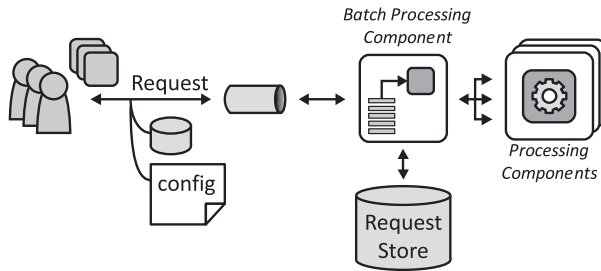 Batch Processing
Component
Request
config
Processing
Components
Request
Store